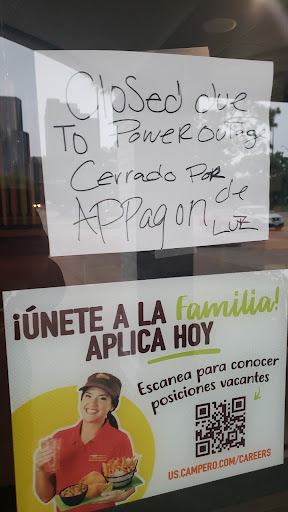 Closed due
To Power outage
Cerrado POR
APPagon de
LUZ
¡ÚNETE A LA Familia!
APLICA HOY
Escanea para conocer
posiciones vacantes
US.CAMPERO.COM/CAREERS